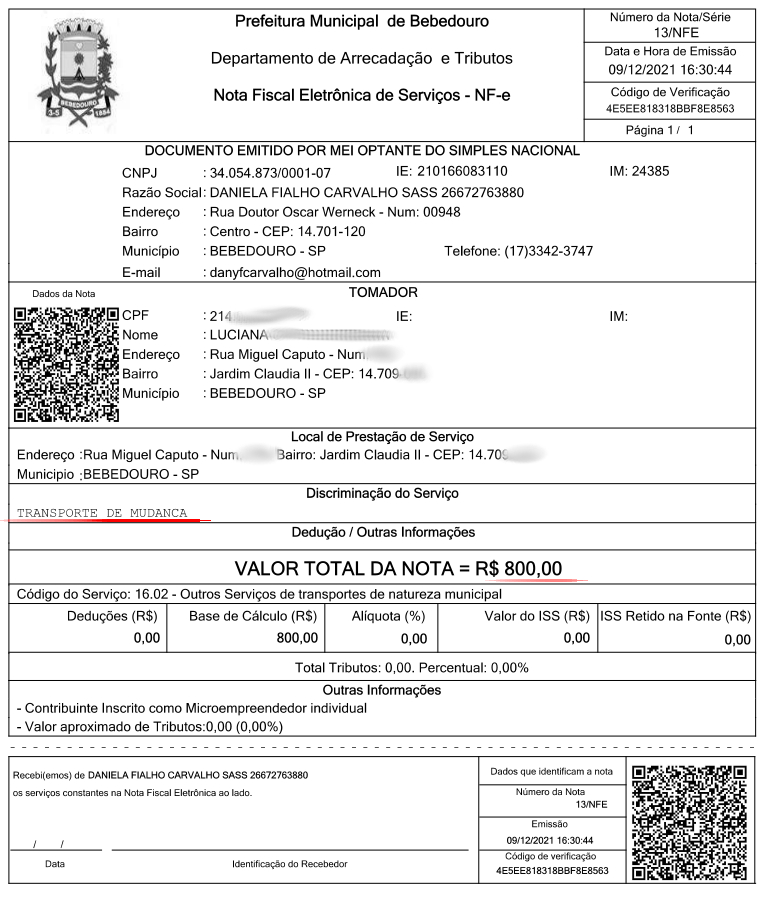 Prefeitura Municipal de Bebedouro
Departamento de Arrecadação e Tributos
Nota Fiscal Eletrônica de Serviços - NF-e
BEBEDOURO
3-5 1884
Número da Nota/Série
13/NFE
Data e Hora de Emissão
09/12/2021 16:30:44
Código de Verificação
4E5EE818318BBF8E8563
Página 1 / 1
DOCUMENTO EMITIDO POR MEI OPTANTE DO SIMPLES NACIONAL
CNPJ : 34.054.873/0001-07 IE: 210166083110 IM: 24385
Razão Social: DANIELA FIALHO CARVALHO SASS 26672763880
Endereço : Rua Doutor Oscar Werneck - Num: 00948
Bairro : Centro - CEP: 14.701-120
Município : BEBEDOURO - SP Telefone: (17)3342-3747
E-mail : danyfcarvalho@hotmail.com
Dados da Nota
TOMADOR
CPF : 214 IE: IM:
Nome : LUCIANA
Endereço : Rua Miguel Caputo - Num:
Bairro : Jardim Claudia II - CEP: 14.709
Município : BEBEDOURO - SP
Local de Prestação de Serviço
Endereço :Rua Miguel Caputo - Num: Bairro: Jardim Claudia II - CEP: 14.709
Municipio :BEBEDOURO - SP
Discriminação do Serviço
TRANSPORTE DE MUDANCA
Dedução / Outras Informações
VALOR TOTAL DA NOTA = R$ 800,00
Código do Serviço: 16.02 - Outros Serviços de transportes de natureza municipal
Deduções (R$) Base de Cálculo (R$) Alíquota (%) Valor do ISS (R$) ISS Retido na Fonte (R$)
0,00 800,00 0,00 0,00 0,00
Total Tributos: 0,00. Percentual: 0,00%
Outras Informações
- Contribuinte Inscrito como Microempreendedor individual
- Valor aproximado de Tributos:0,00 (0,00%)
Recebi(emos) de DANIELA FIALHO CARVALHO SASS 26672763880
os serviços constantes na Nota Fiscal Eletrônica ao lado.
/ /
Data Identificação do Recebedor
Dados que identificam a nota
Número da Nota
13/NFE
Emissão
09/12/2021 16:30:44
Código de verificação
4E5EE818318BBF8E8563